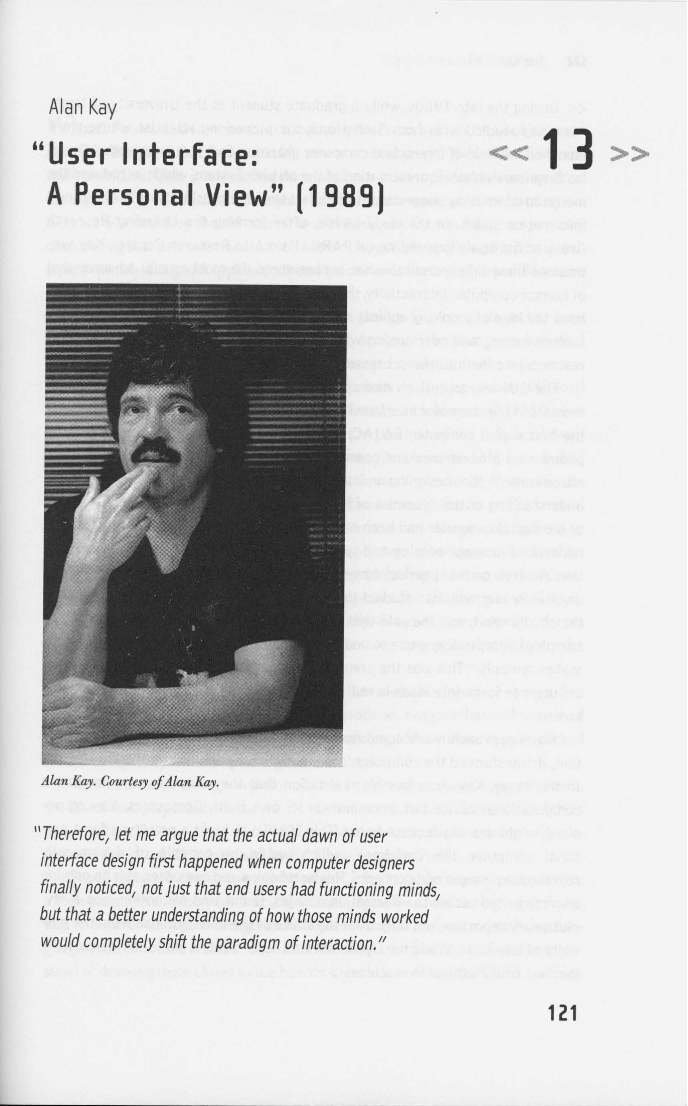 Alan Kay
“User Interface:
A Personal View” (1989)
<< 13 >>
Alan Kay. Courtesy of Alan Kay.
"Therefore, let me argue that the actual dawn of user
interface design first happened when computer designers
finally noticed, not just that end users had functioning minds,
but that a better understanding of how those minds worked
would completely shift the paradigm of interaction."
121